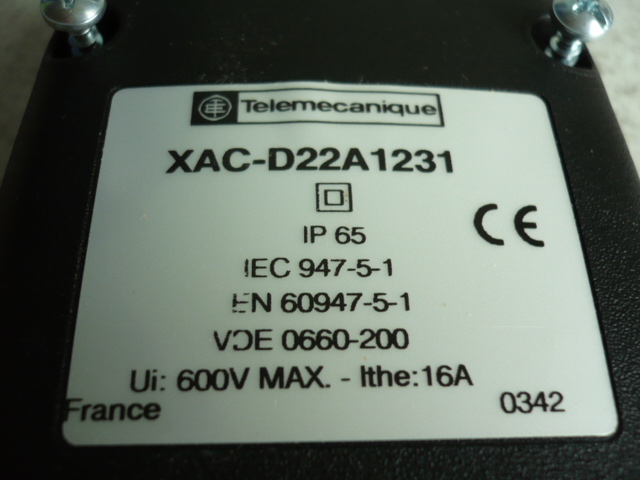 Telemecanique
XAC-D22A1231
IP 65
IEC 947-5-1
EN 60947-5-1
VDE 0660-200
Ui: 600V MAX. - Ithe:16A
France
0342
CE